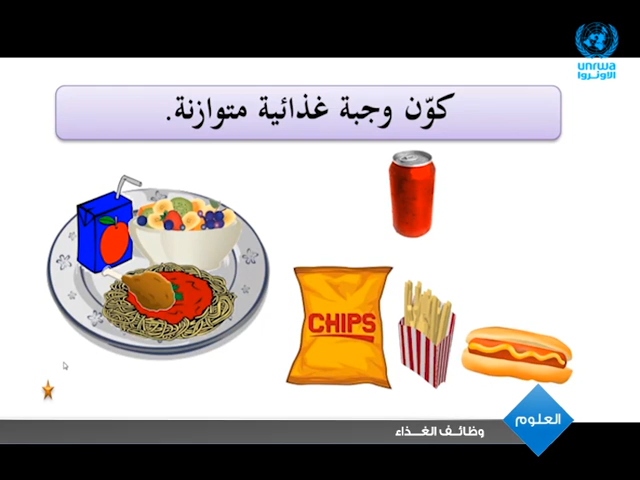 unrwa
الأونروا
كوّن وجبة غذائية متوازنة.
CHIPS
العلوم
وظائف الغذاء